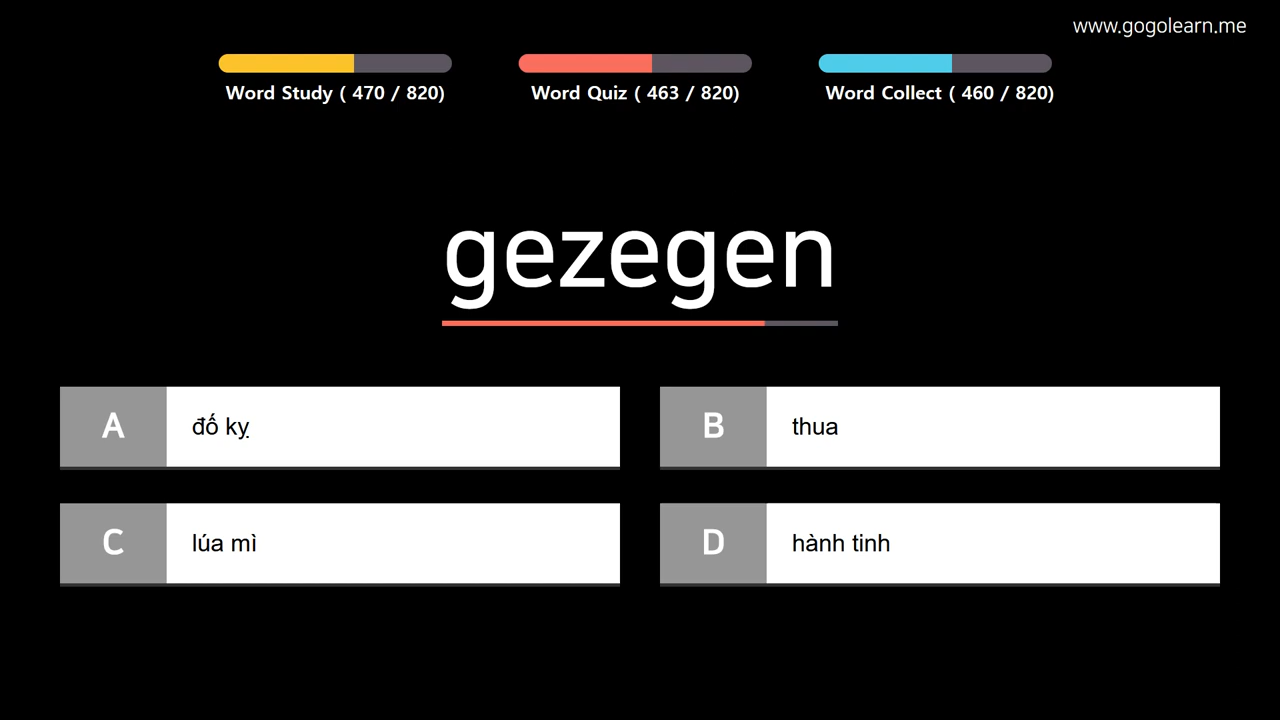 www.gogolearn.me
Word Study ( 470 / 820)
Word Quiz ( 463 / 820)
Word Collect ( 460 / 820)
gezegen
A
đố kỵ
B
thua
C
lúa mì
D
hành tinh